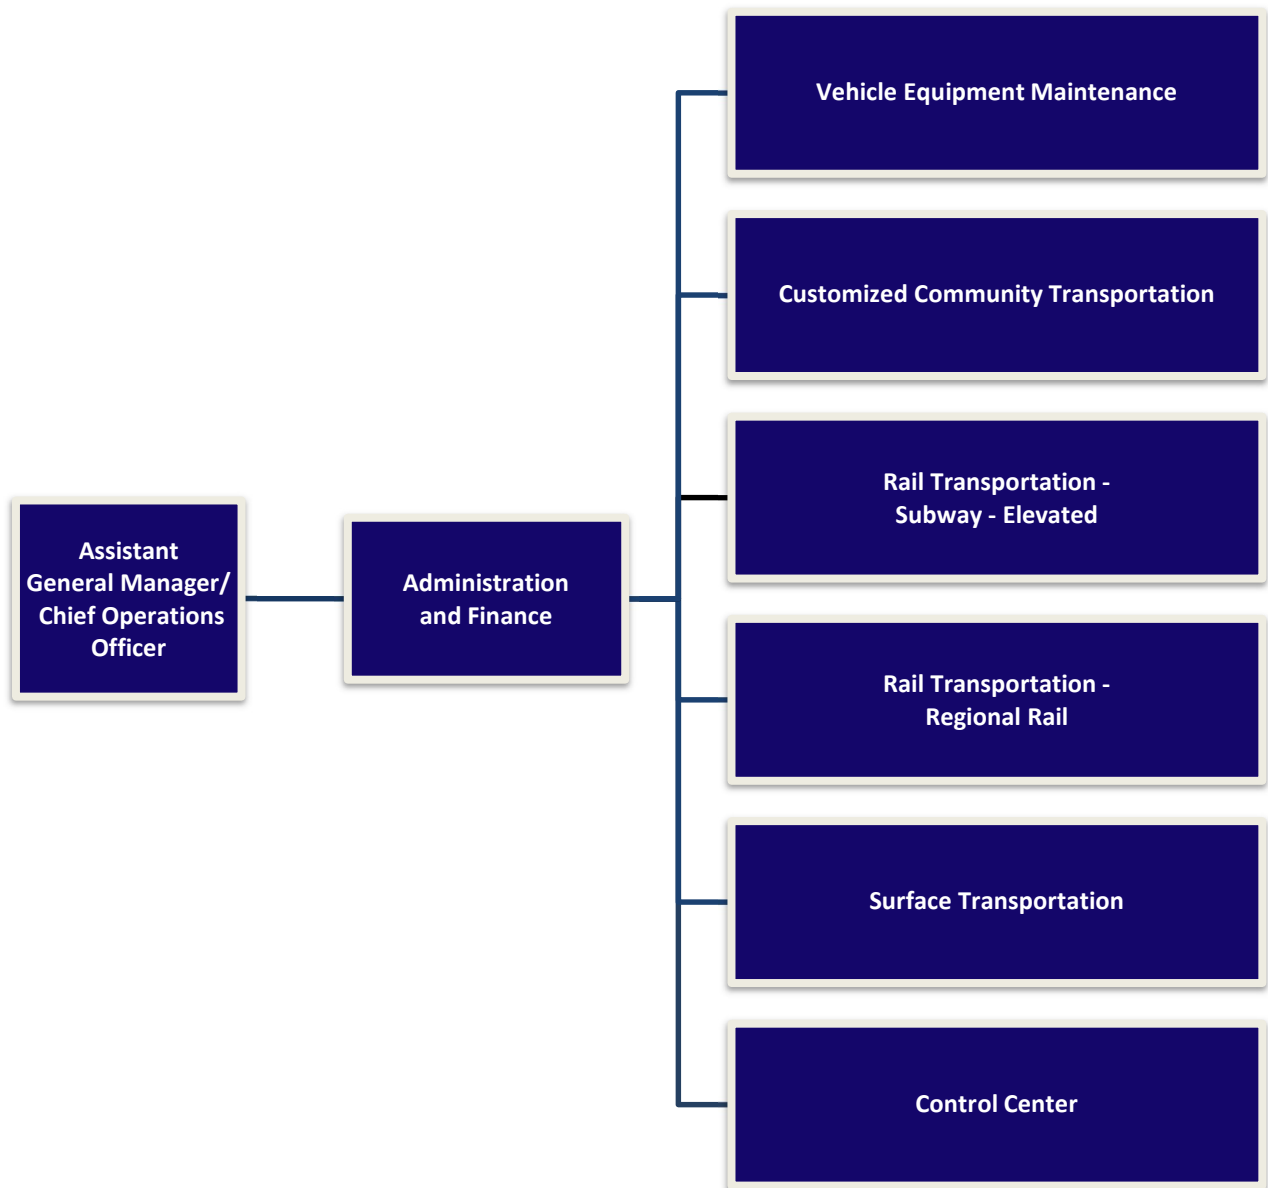 Assistant
General Manager/
Chief Operations
Officer
Administration
and Finance
Vehicle Equipment Maintenance
Customized Community Transportation
Rail Transportation -
Subway - Elevated
Rail Transportation -
Regional Rail
Surface Transportation
Control Center